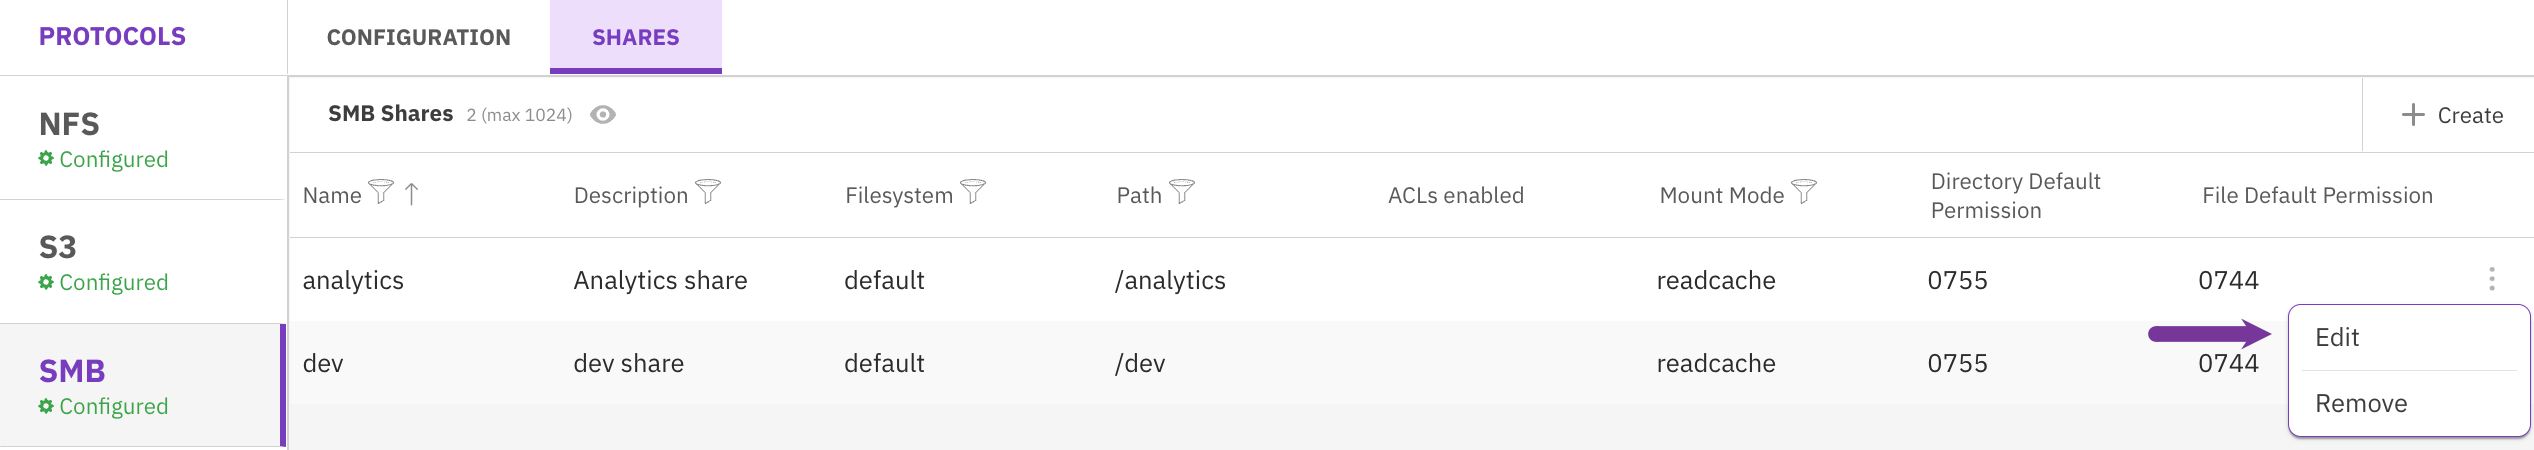 PROTOCOLS
CONFIGURATION
SHARES
NFS
Configured
S3
Configured
SMB
Configured
SMB Shares 2 (max 1024)
Create
Name
Description
Filesystem
Path
ACLs enabled
Mount Mode
Directory Default
Permission
File Default Permission
analytics Analytics share default /analytics readcache 0755 0744
dev dev share default /dev readcache 0755 0744
Edit
Remove